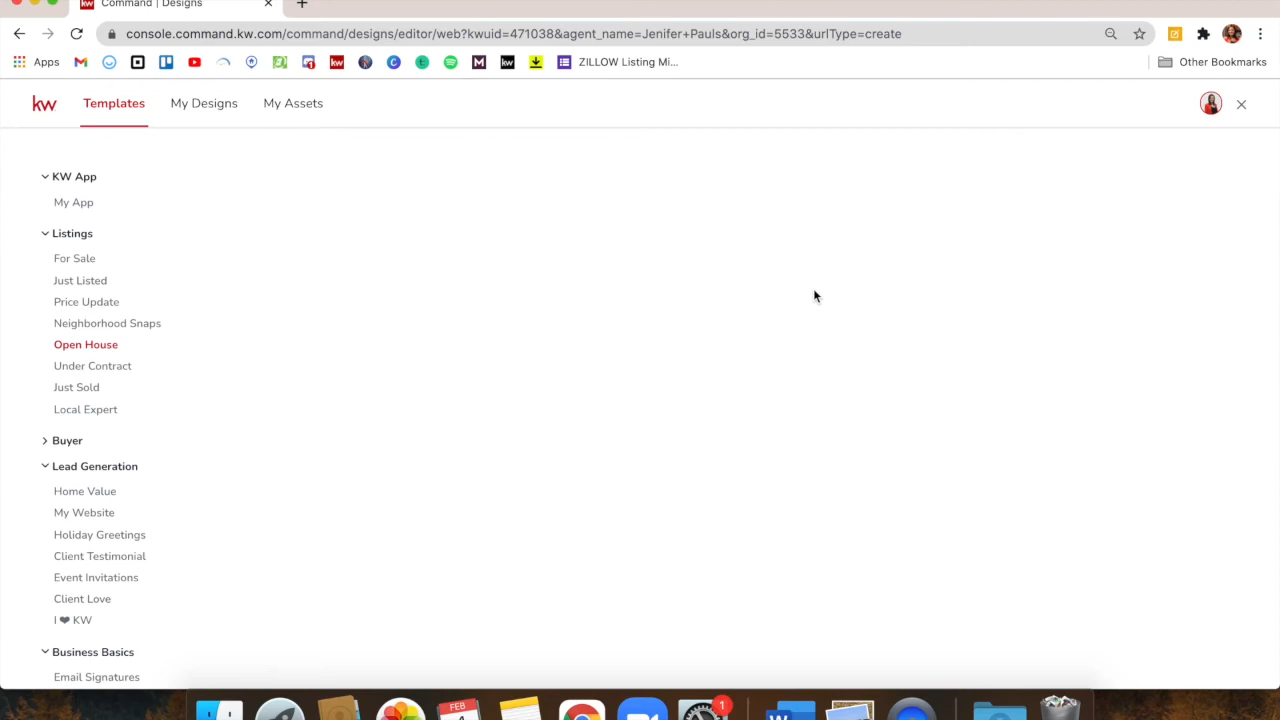 Command | Designs
console.command.kw.com/command/designs/editor/web?kwuid=471038&agent_name=Jenifer+Pauls&org_id=5533&urlType=create
Apps
kw
kw
ZILLOW Listing Mi...
Other Bookmarks
kw
Templates
My Designs
My Assets
KW App
My App
Listings
For Sale
Just Listed
Price Update
Neighborhood Snaps
Open House
Under Contract
Just Sold
Local Expert
Buyer
Lead Generation
Home Value
My Website
Holiday Greetings
Client Testimonial
Event Invitations
Client Love
I ❤ KW
Business Basics
Email Signatures
FEB
1